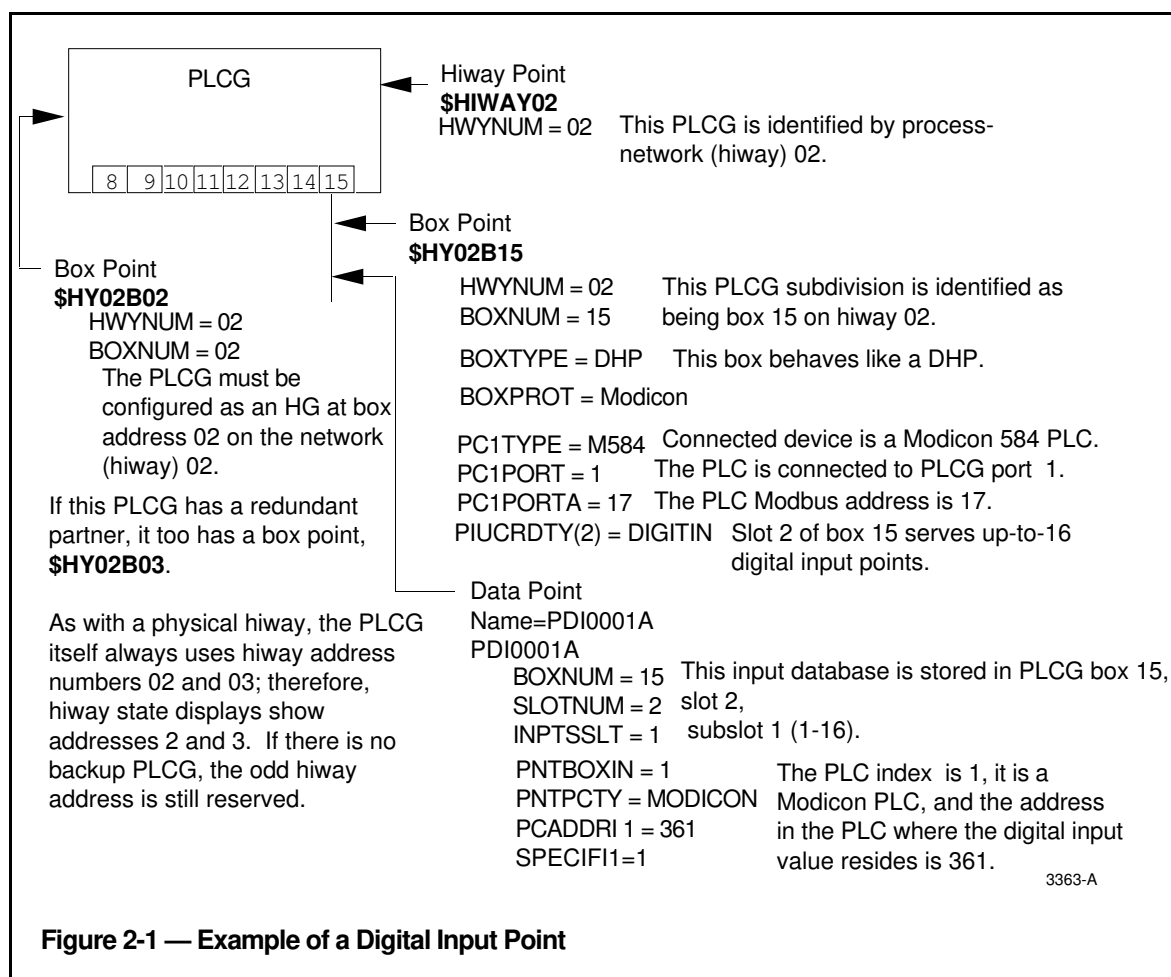 PLCG
8 9 10 11 12 13 14 15
Hiway Point
$HIWAY02
HWYNUM = 02 This PLCG is identified by process-
network (hiway) 02.
Box Point
$HY02B15
HWYNUM = 02 This PLCG subdivision is identified as
BOXNUM = 15 being box 15 on hiway 02.
BOXTYPE = DHP This box behaves like a DHP.
BOXPROT = Modicon
PC1TYPE = M584 Connected device is a Modicon 584 PLC.
PC1PORT = 1 The PLC is connected to PLCG port 1.
PC1PORTA = 17 The PLC Modbus address is 17.
PIUCRDTY(2) = DIGITIN Slot 2 of box 15 serves up-to-16
digital input points.
Box Point
$HY02B02
HWYNUM = 02
BOXNUM = 02
The PLCG must be
configured as an HG at box
address 02 on the network
(hiway) 02.
If this PLCG has a redundant
partner, it too has a box point,
$HY02B03.
As with a physical hiway, the PLCG
itself always uses hiway address
numbers 02 and 03; therefore,
hiway state displays show
addresses 2 and 3. If there is no
backup PLCG, the odd hiway
address is still reserved.
Data Point
Name=PDI0001A
PDI0001A
BOXNUM = 15 This input database is stored in PLCG box 15,
SLOTNUM = 2 slot 2,
INPTSSLT = 1 subslot 1 (1-16).
PNTBOXIN = 1 The PLC index is 1, it is a
PNTPCTY = MODICON Modicon PLC, and the address
PCADDRI 1 = 361 in the PLC where the digital input
SPECIFI1=1 value resides is 361.
3363-A
Figure 2-1 — Example of a Digital Input Point